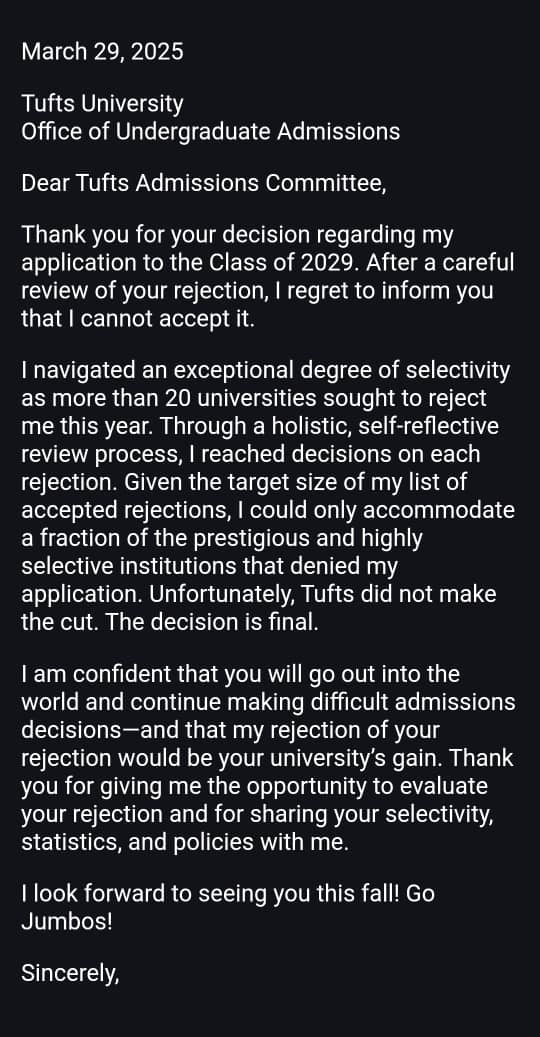 March 29, 2025
Tufts University
Office of Undergraduate Admissions
Dear Tufts Admissions Committee,
Thank you for your decision regarding my
application to the Class of 2029. After a careful
review of your rejection, I regret to inform you
that I cannot accept it.
I navigated an exceptional degree of selectivity
as more than 20 universities sought to reject
me this year. Through a holistic, self-reflective
review process, I reached decisions on each
rejection. Given the target size of my list of
accepted rejections, I could only accommodate
a fraction of the prestigious and highly
selective institutions that denied my
application. Unfortunately, Tufts did not make
the cut. The decision is final.
I am confident that you will go out into the
world and continue making difficult admissions
decisions—and that my rejection of your
rejection would be your university’s gain. Thank
you for giving me the opportunity to evaluate
your rejection and for sharing your selectivity,
statistics, and policies with me.
I look forward to seeing you this fall! Go
Jumbos!
Sincerely,